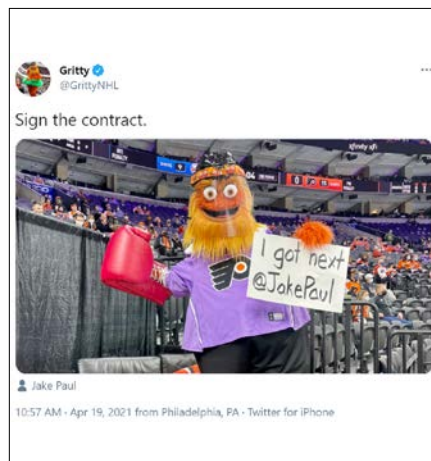 Gritty
@GrittyNHL
Sign the contract.
I got next
@JakePaul
Jake Paul
10:57 AM · Apr 19, 2021 from Philadelphia, PA · Twitter for iPhone